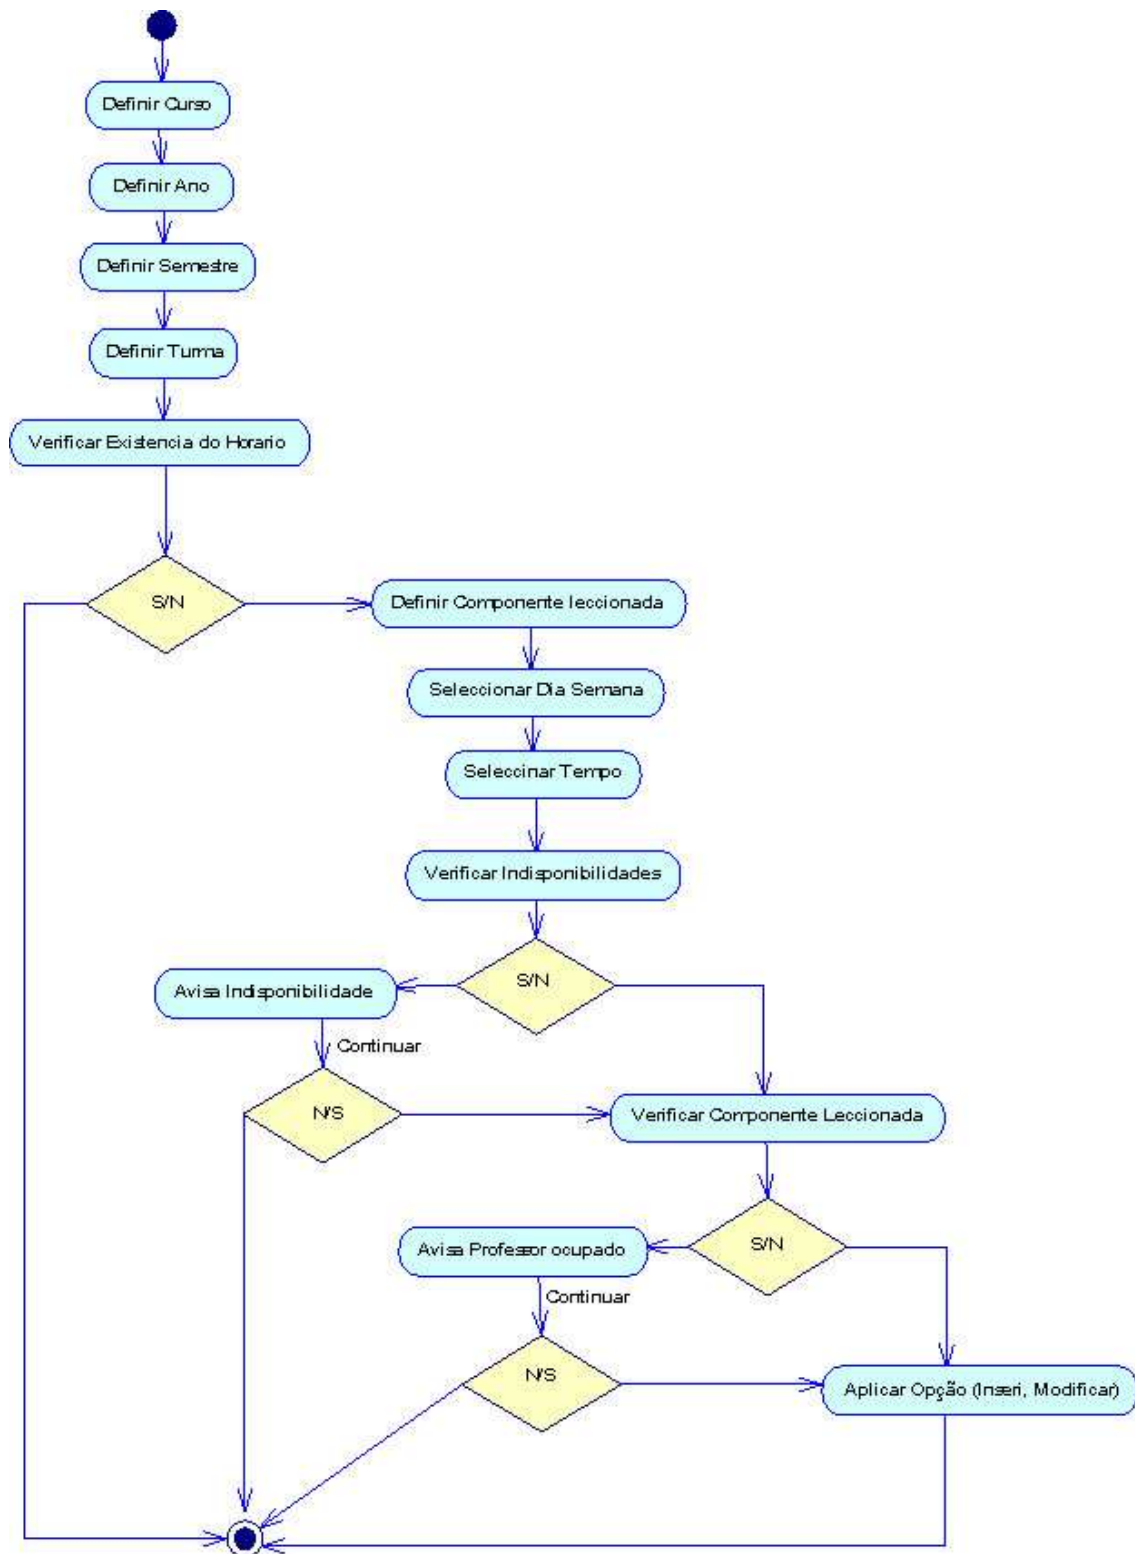 Definir Curso
Definir Ano
Definir Semestre
Definir Turma
Verificar Existencia do Horario
S/N
Definir Componente leccionada
Seleccionar Dia Semana
Seleccinar Tempo
Verificar Indisponibilidades
S/N
Avisa Indisponibilidade
Continuar
N/S
Verificar Componente Leccionada
S/N
Avisa Professor ocupado
Continuar
N/S
Aplicar Opção (Inseri, Modificar)